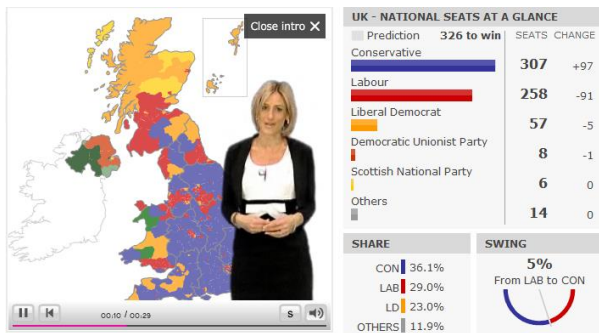 Close intro X
00:10 / 00:29
S
UK - NATIONAL SEATS AT A GLANCE
Prediction 326 to win SEATS CHANGE
Conservative 307 +97
Labour 258 -91
Liberal Democrat 57 -5
Democratic Unionist Party 8 -1
Scottish National Party 6 0
Others 14 0
SHARE
CON 36.1%
LAB 29.0%
LD 23.0%
OTHERS 11.9%
SWING
5%
From LAB to CON